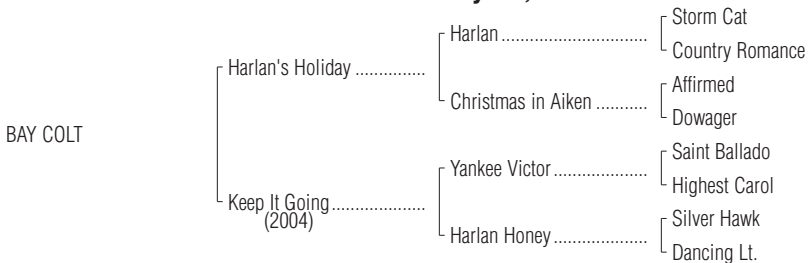 Storm Cat
Harlan ................................
Country Romance
Harlan's Holiday ...............
Affirmed
Christmas in Aiken ...........
Dowager
BAY COLT
Saint Ballado
Yankee Victor ....................
Highest Carol
Keep It Going ....................
(2004)
Silver Hawk
Harlan Honey ....................
Dancing Lt.